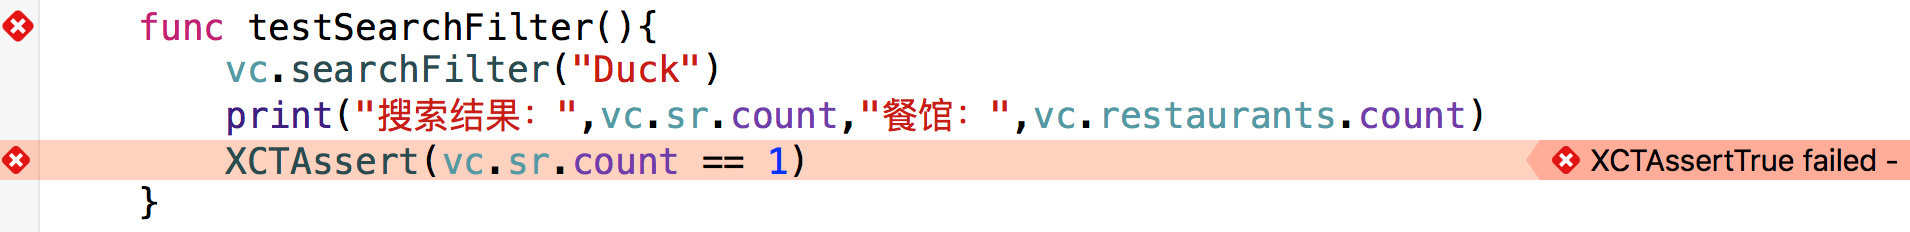 func testSearchFilter(){
vc.searchFilter("Duck")
print("搜索结果：",vc.sr.count,"餐馆：",vc.restaurants.count)
XCTAssert(vc.sr.count == 1) XCTAssertTrue failed -
}